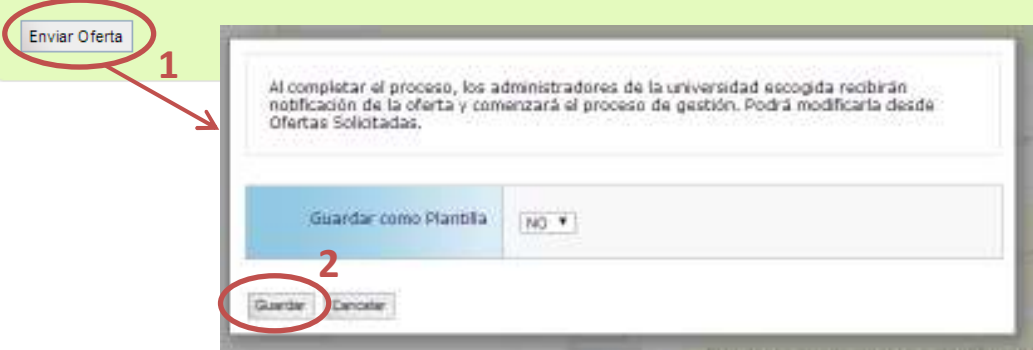 Enviar Oferta
1
Al completar el proceso, los administradores de la universidad escogida recibirán
notificación de la oferta y comenzará el proceso de gestión. Podrá modificarla desde
Ofertas Solicitadas.
Guardar como Plantilla
NO
2
Guardar
Cancelar